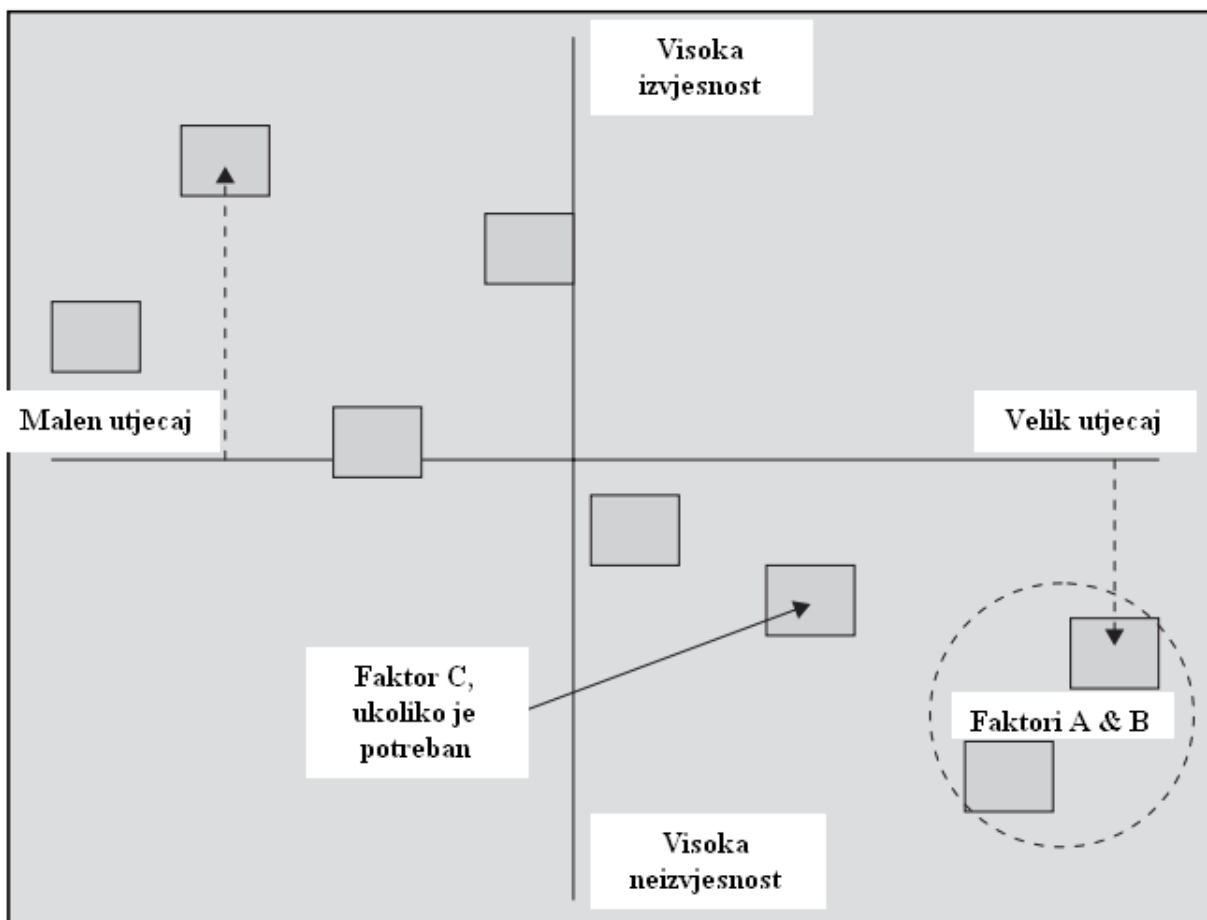 Visoka
izvjesnost
Malen utjecaj
Velik utjecaj
Faktor C,
ukoliko je
potreban
Faktori A & B
Visoka
neizvjesnost